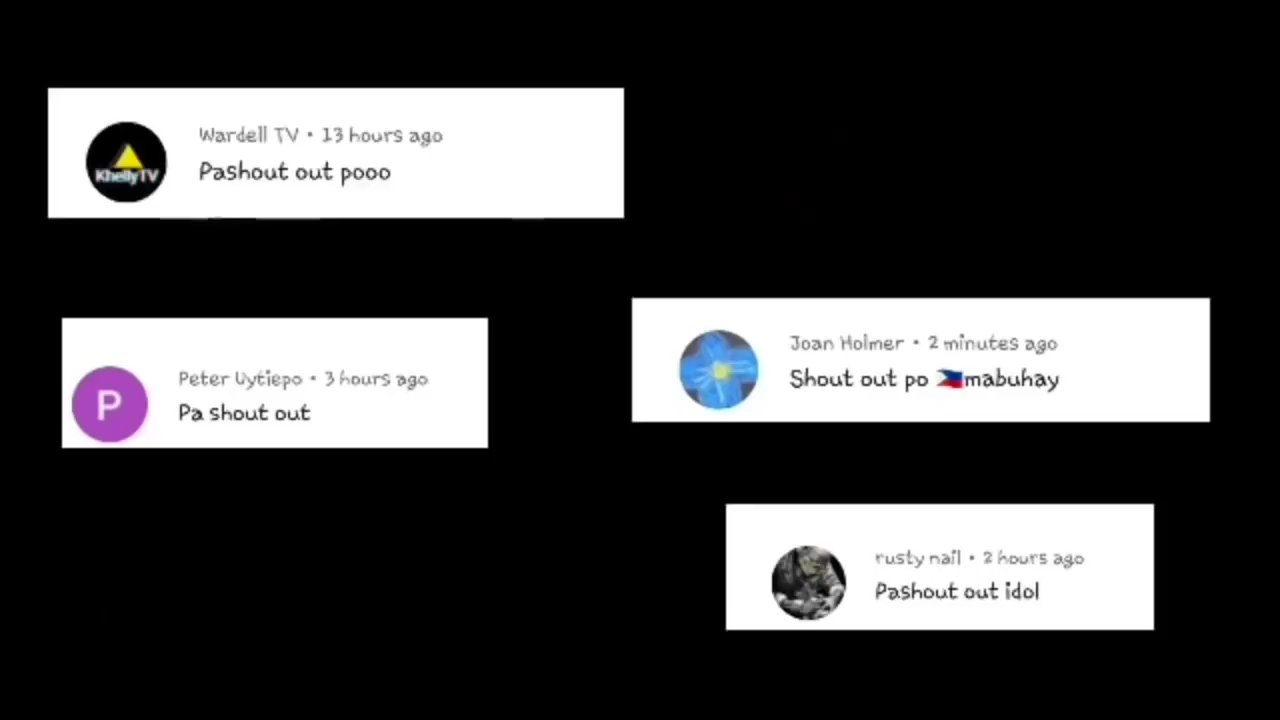 Wardell TV • 13 hours ago
KhellyTV
Pashout out pooo
Joan Holmer • 2 minutes ago
Shout out po 🇵🇭mabuhay
Peter Uytiepo • 3 hours ago
P
Pa shout out
rusty nail • 2 hours ago
Pashout out idol